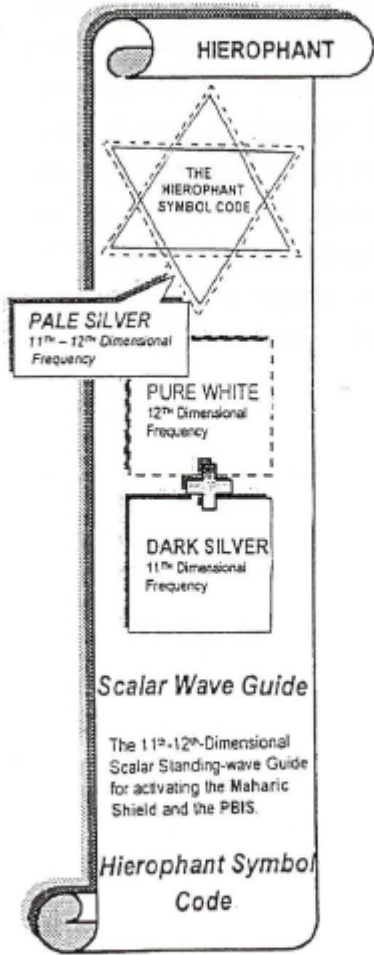 HIEROPHANT
THE
HIEROPHANT
SYMBOL CODE
PALE SILVER
11TH – 12TH Dimensional
Frequency
PURE WHITE
12TH Dimensional
Frequency
DARK SILVER
11TH Dimensional
Frequency
Scalar Wave Guide
The 11th-12th-Dimensional
Scalar Standing-wave Guide
for activating the Maharic
Shield and the PBIS.
Hierophant Symbol
Code